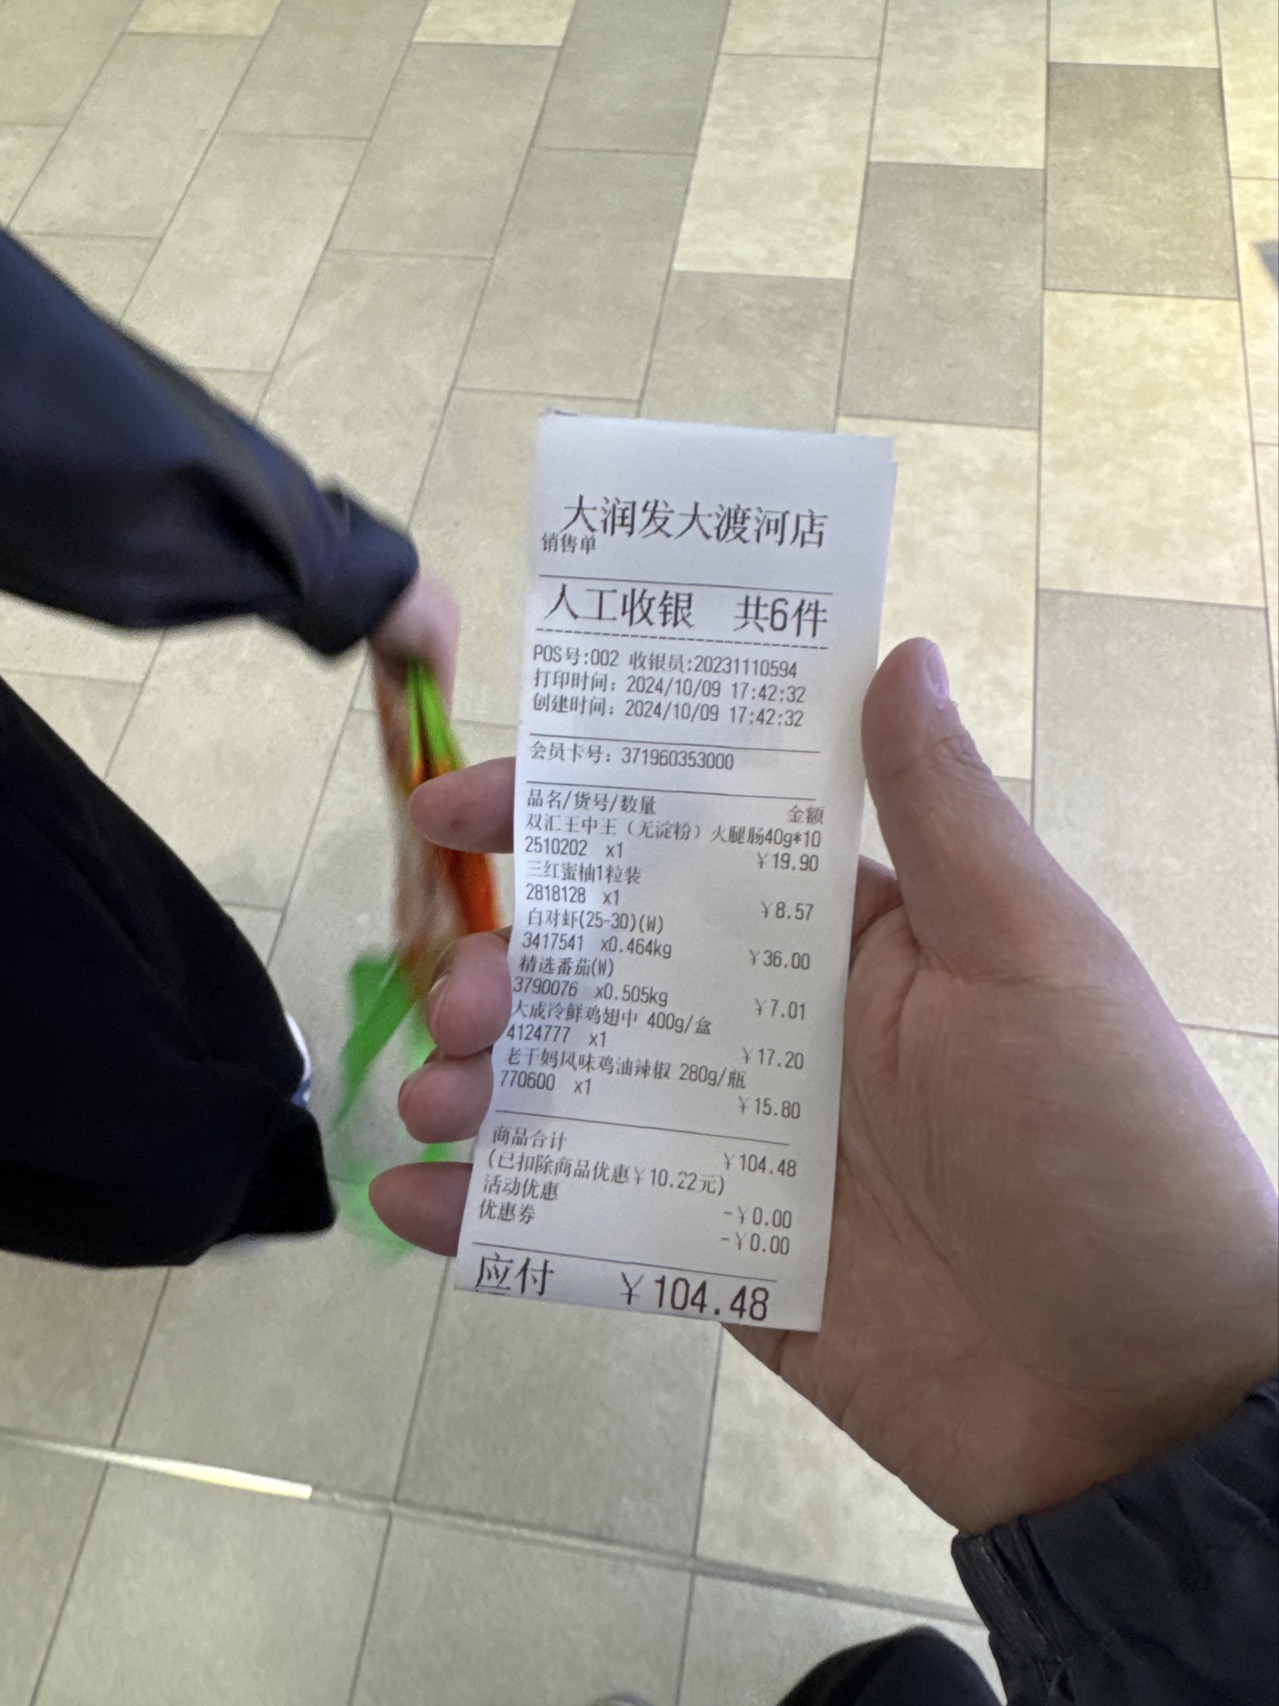 大润发大渡河店
销售单
人工收银 共6件
POS号:002 收银员:20231110594
打印时间: 2024/10/09 17:42:32
创建时间: 2024/10/09 17:42:32
会员卡号: 371960353000
品名/货号/数量 金额
双汇王中王（无淀粉）火腿肠40g*10
2510202 x1 ¥19.90
三红蜜柚1粒装
2818128 x1 ¥8.57
白对虾(25-30)(W)
3417541 x0.464kg ¥36.00
精选番茄(W)
3790076 x0.505kg ¥7.01
大成冷鲜鸡翅中 400g/盒
4124777 x1 ¥17.20
老干妈风味鸡油辣椒 280g/瓶
770600 x1 ¥15.80
商品合计 ¥104.48
(已扣除商品优惠¥10.22元)
活动优惠 -¥0.00
优惠券 -¥0.00
应付 ¥104.48